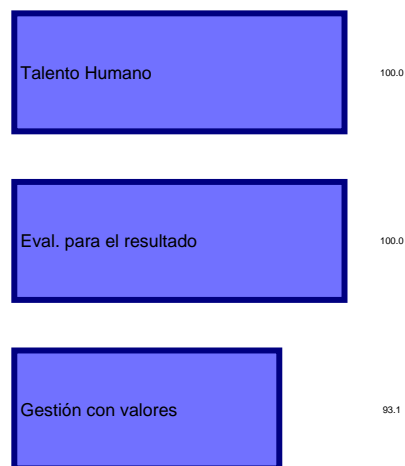 Talento Humano 100.0
Eval. para el resultado 100.0
Gestión con valores 93.1